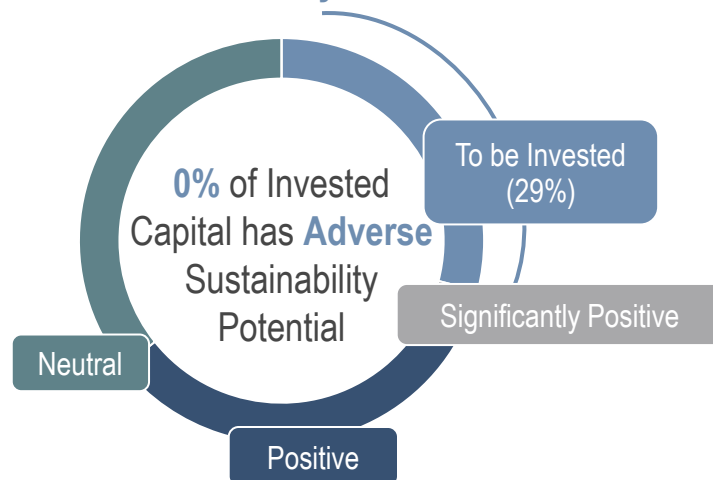 To be Invested
(29%)
0% of Invested
Capital has Adverse
Sustainability
Potential
Significantly Positive
Neutral
Positive